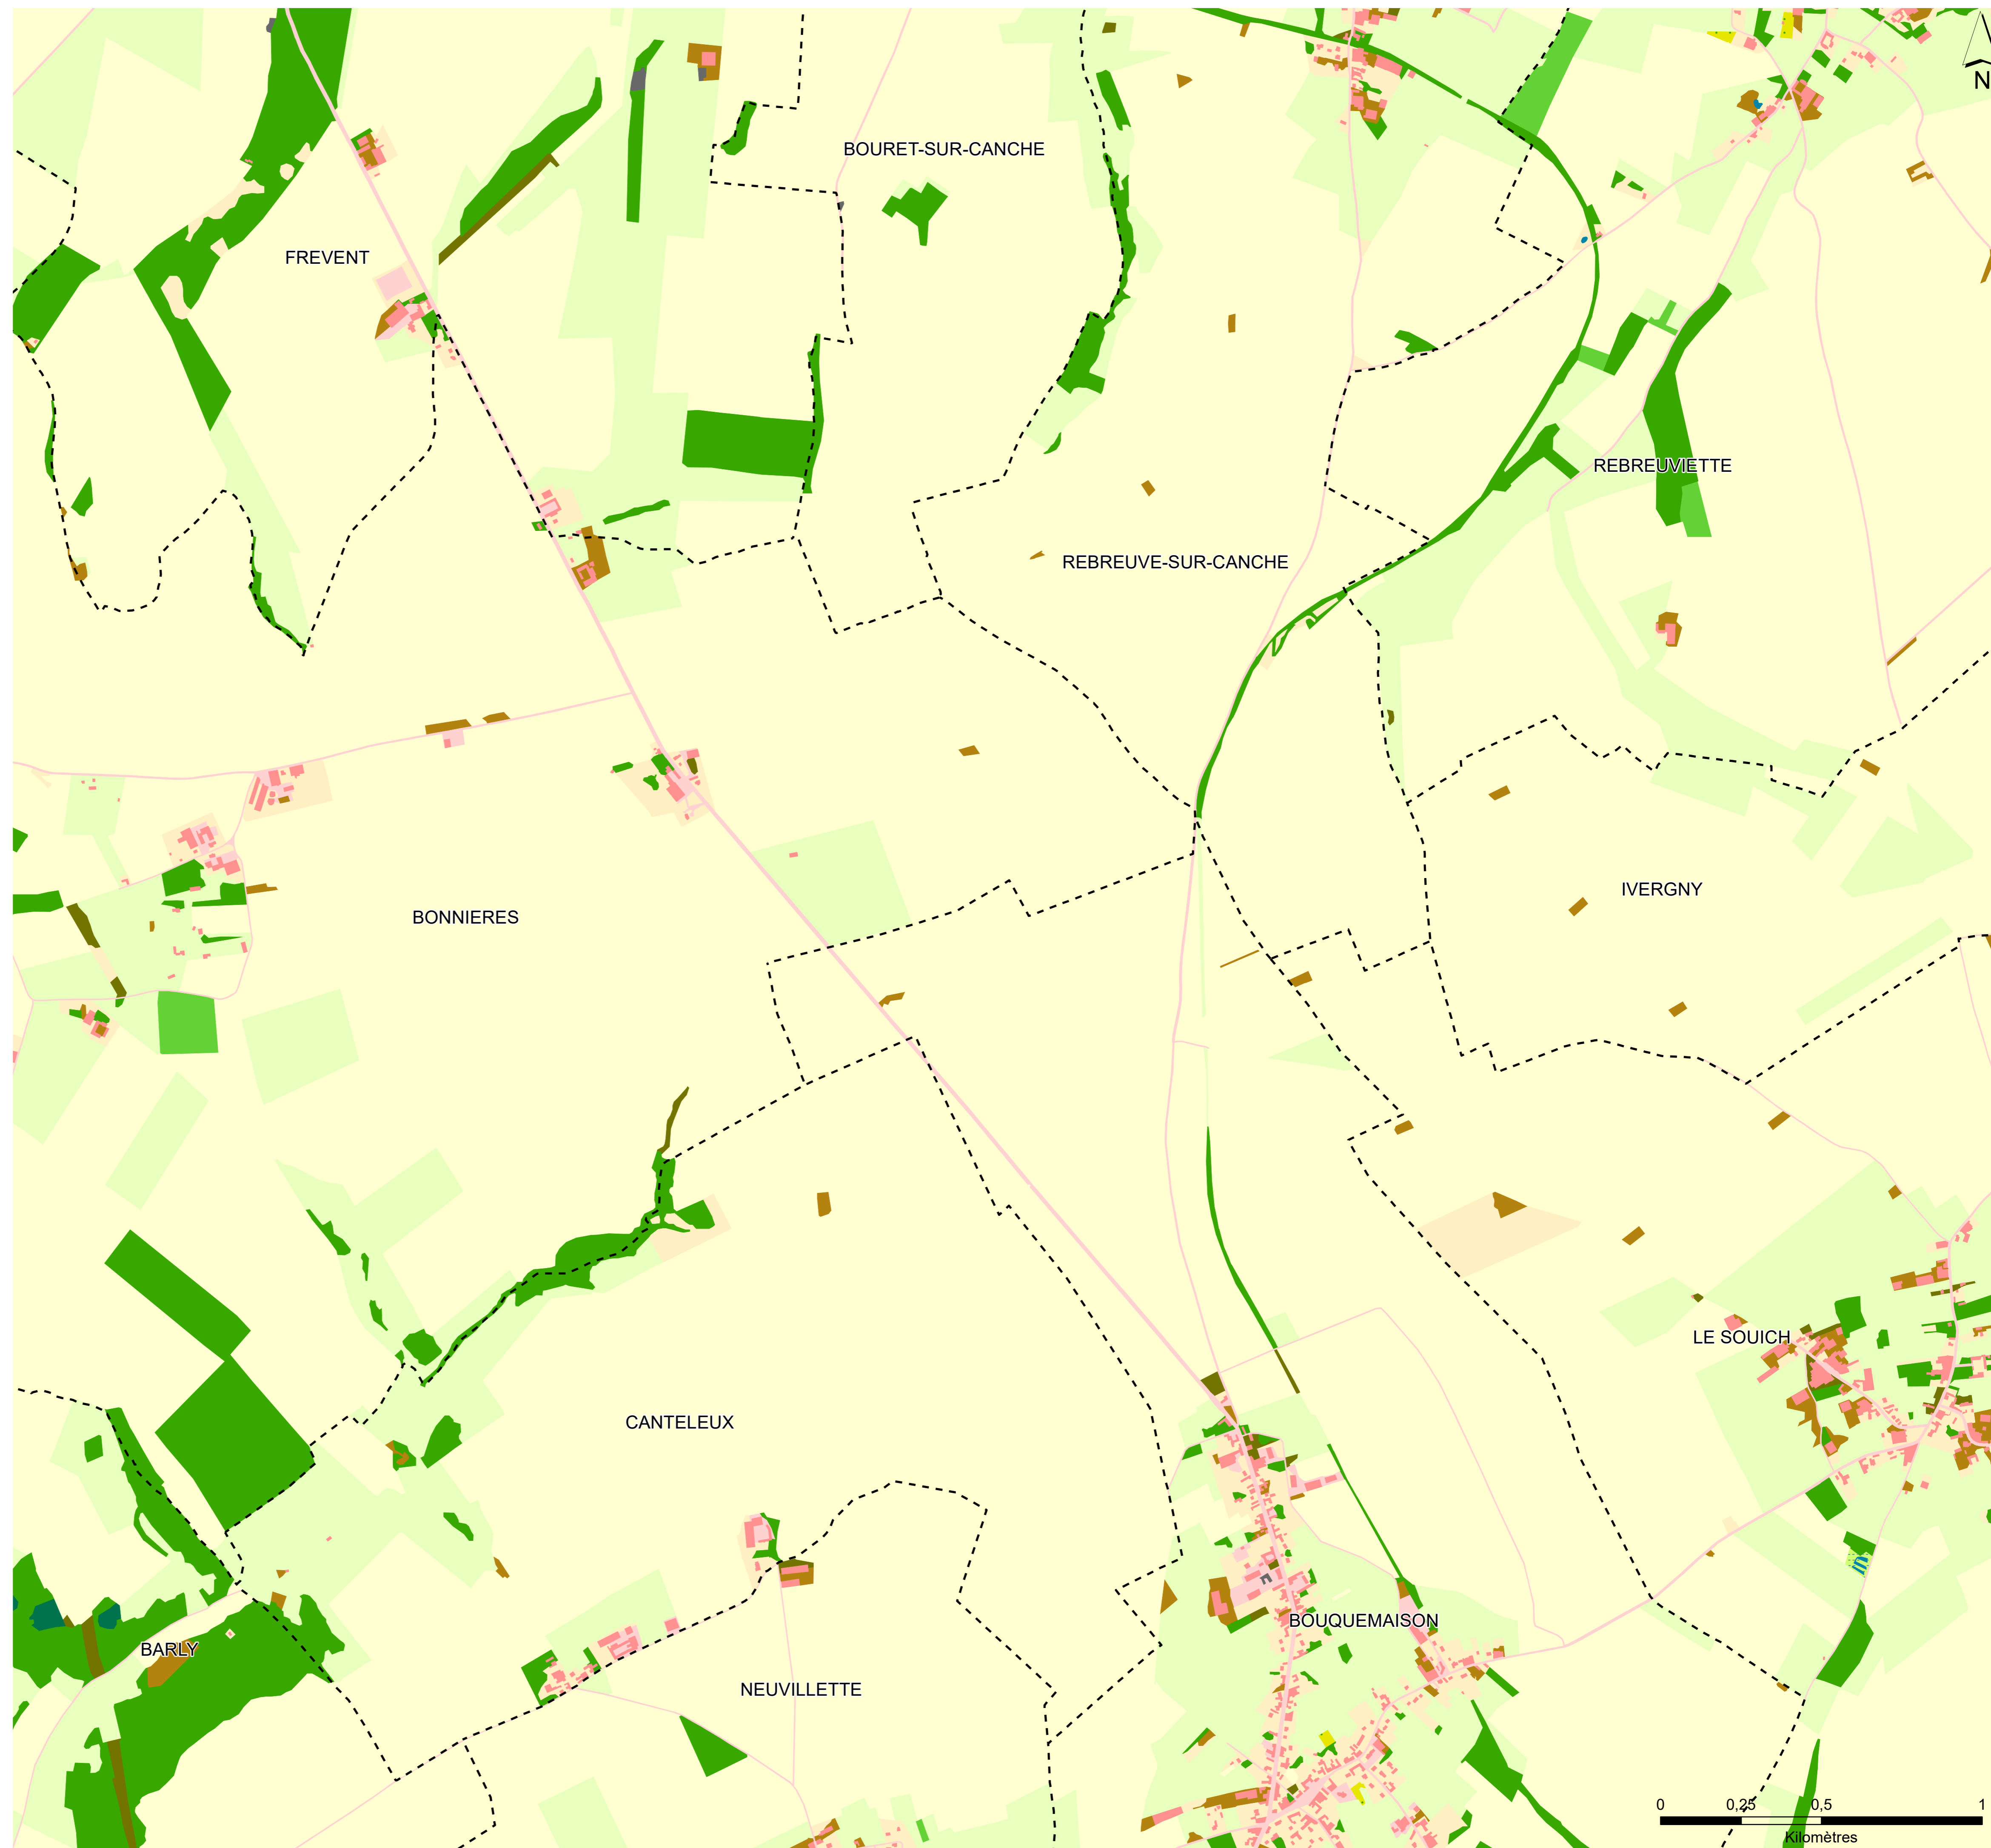 N
BOURET-SUR-CANCHE
FREVENT
REBREUVIETTE
REBREUVE-SUR-CANCHE
IVERGNY
BONNIERES
LE SOUICH
CANTELEUX
BOUQUEMAISON
BARLY
NEUVILLETTE
0 0,25 0,5 1
Kilomètres